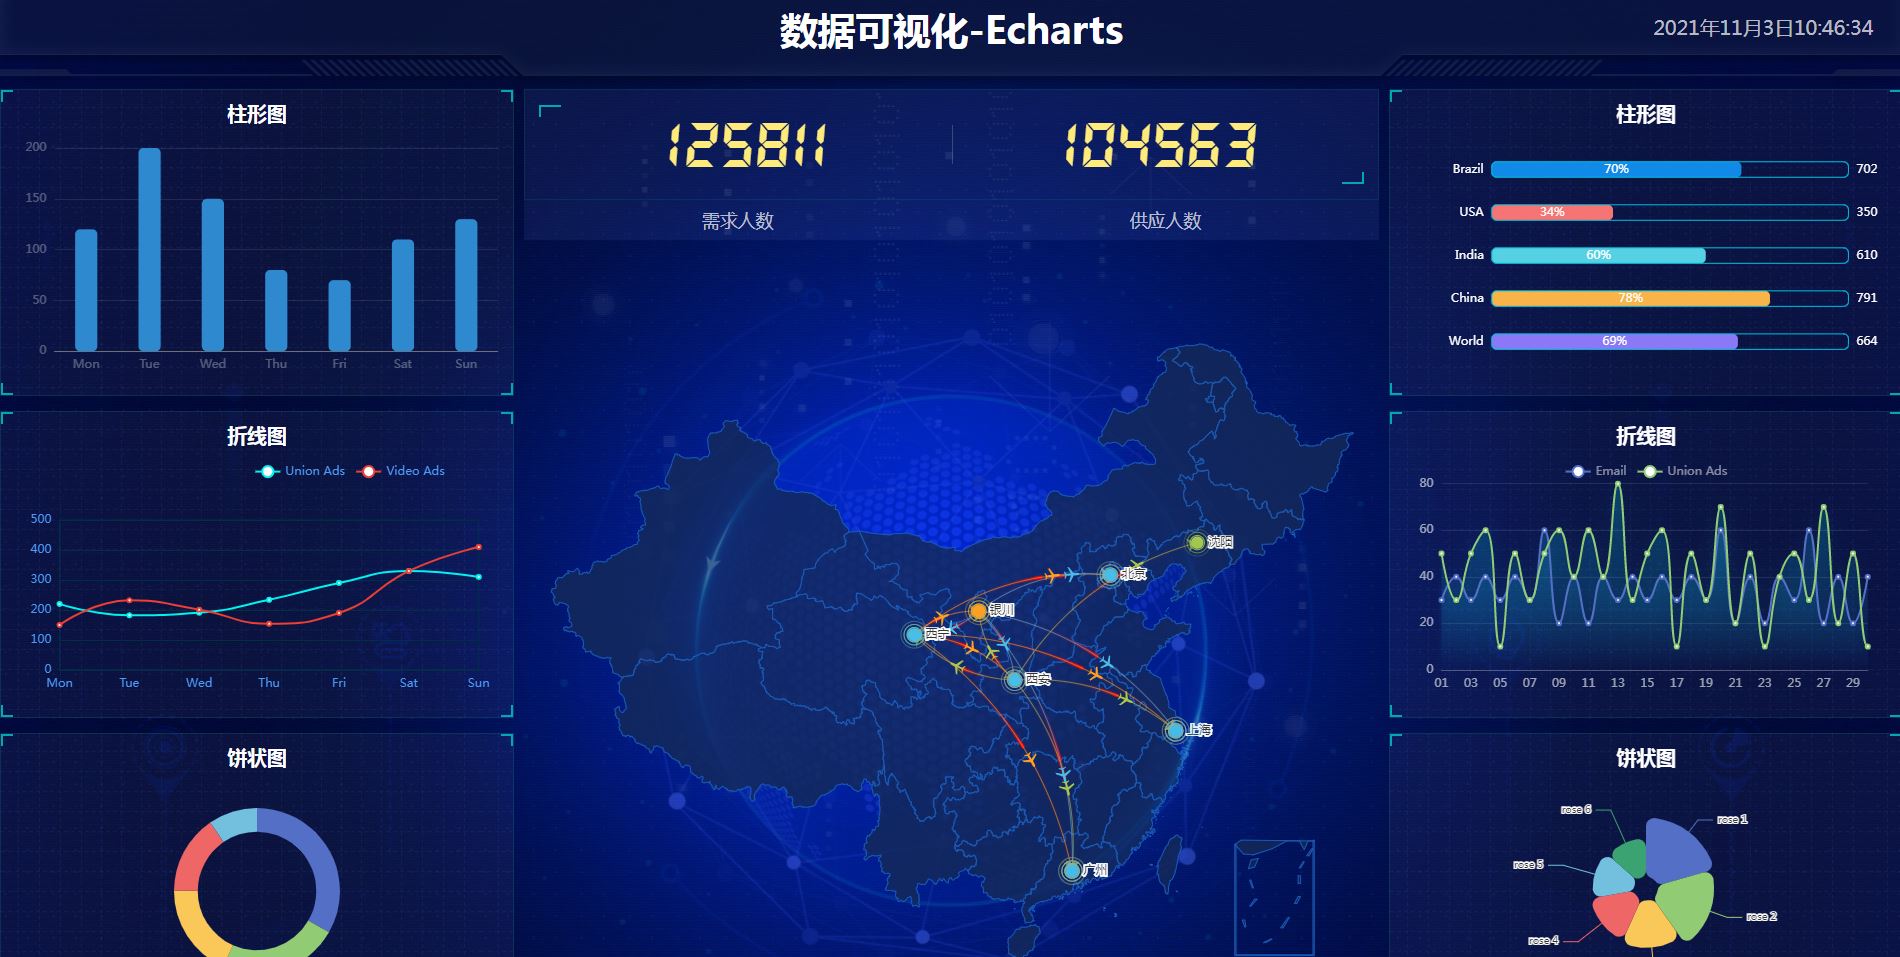 数据可视化-Echarts
2021年11月3日10:46:34
柱形图
200
150
100
50
0
Mon Tue Wed Thu Fri Sat Sun
折线图
Union Ads Video Ads
500
400
300
200
100
0
Mon Tue Wed Thu Fri Sat Sun
饼状图
125811 104563
需求人数 供应人数
沈阳
北京
银川
西宁
西安
上海
广州
柱形图
Brazil 70% 702
USA 34% 350
India 60% 610
China 78% 791
World 69% 664
折线图
Email Union Ads
80
60
40
20
0
01 03 05 07 09 11 13 15 17 19 21 23 25 27 29
饼状图
rose 6
rose 1
rose 5
rose 2
rose 4